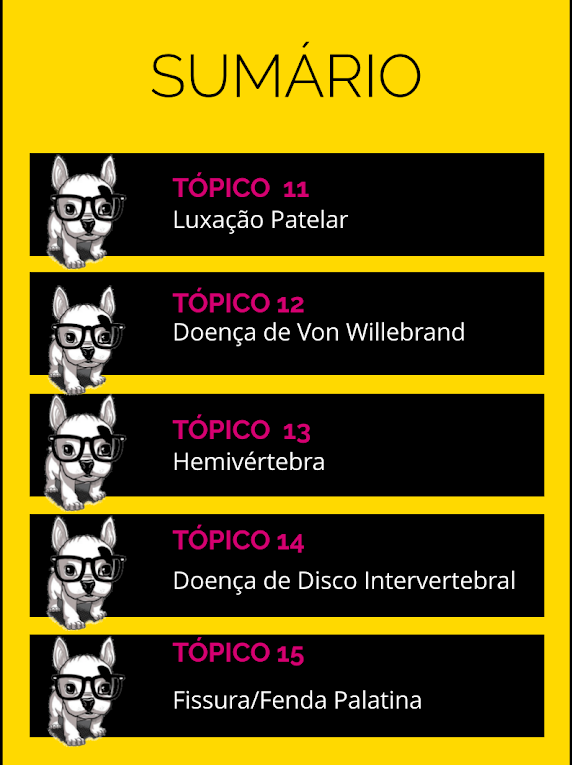 SUMÁRIO
TÓPICO 11
Luxação Patelar
TÓPICO 12
Doença de Von Willebrand
TÓPICO 13
Hemivértebra
TÓPICO 14
Doença de Disco Intervertebral
TÓPICO 15
Fissura/Fenda Palatina